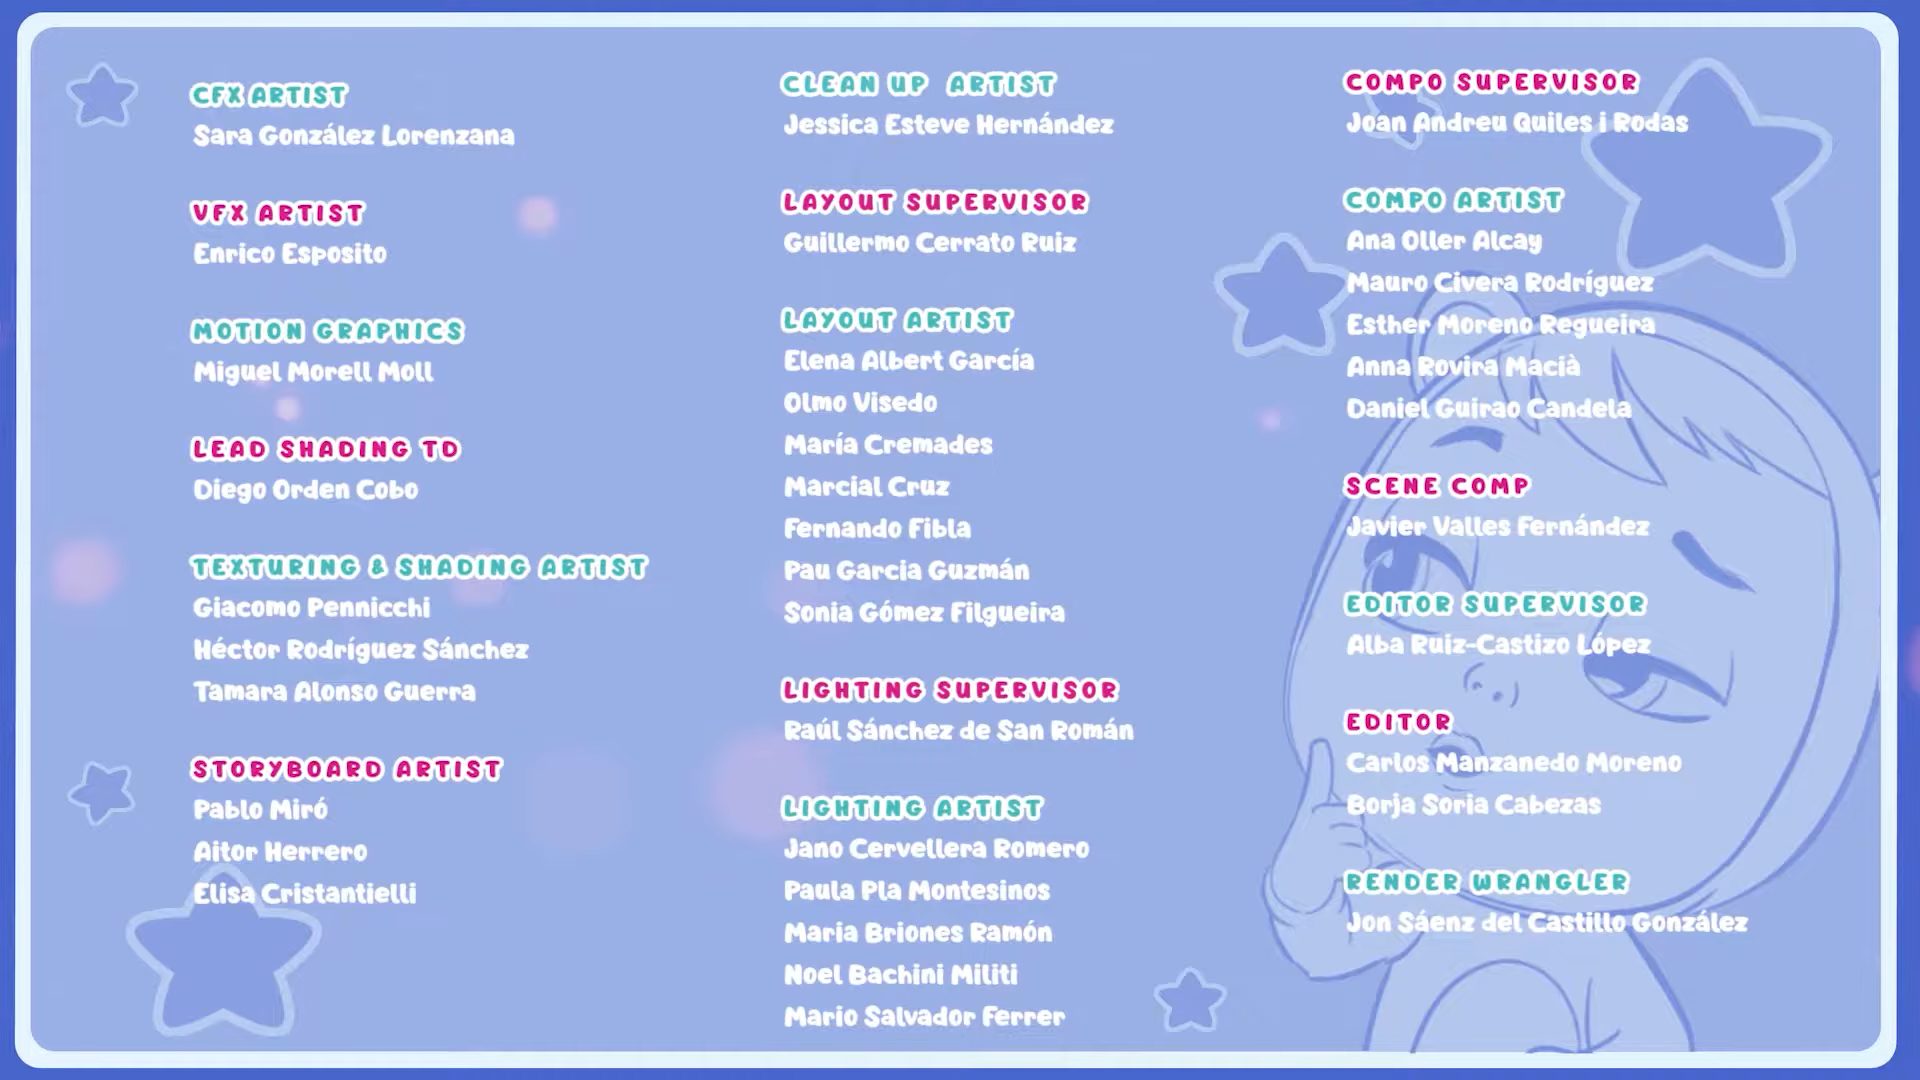 CFX ARTIST
Sara González Lorenzana
VFX ARTIST
Enrico Esposito
MOTION GRAPHICS
Miguel Morell Moll
LEAD SHADING TD
Diego Orden Cobo
TEXTURING & SHADING ARTIST
Giacomo Pennicchi
Héctor Rodríguez Sánchez
Tamara Alonso Guerra
STORYBOARD ARTIST
Pablo Miró
Aitor Herrero
Elisa Cristantielli
CLEAN UP ARTIST
Jessica Esteve Hernández
LAYOUT SUPERVISOR
Guillermo Cerrato Ruiz
LAYOUT ARTIST
Elena Albert García
Olmo Visedo
María Cremades
Marcial Cruz
Fernando Fibla
Pau Garcia Guzmán
Sonia Gómez Filgueira
LIGHTING SUPERVISOR
Raúl Sánchez de San Román
LIGHTING ARTIST
Jano Cervellera Romero
Paula Pla Montesinos
Maria Briones Ramón
Noel Bachini Militi
Mario Salvador Ferrer
COMPO SUPERVISOR
Joan Andreu Quiles i Rodas
COMPO ARTIST
Ana Oller Alcay
Mauro Civera Rodríguez
Esther Moreno Regueira
Anna Rovira Macià
Daniel Guirao Candela
SCENE COMP
Javier Valles Fernández
EDITOR SUPERVISOR
Alba Ruiz-Castizo López
EDITOR
Carlos Manzanedo Moreno
Borja Soria Cabezas
RENDER WRANGLER
Jon Sáenz del Castillo González